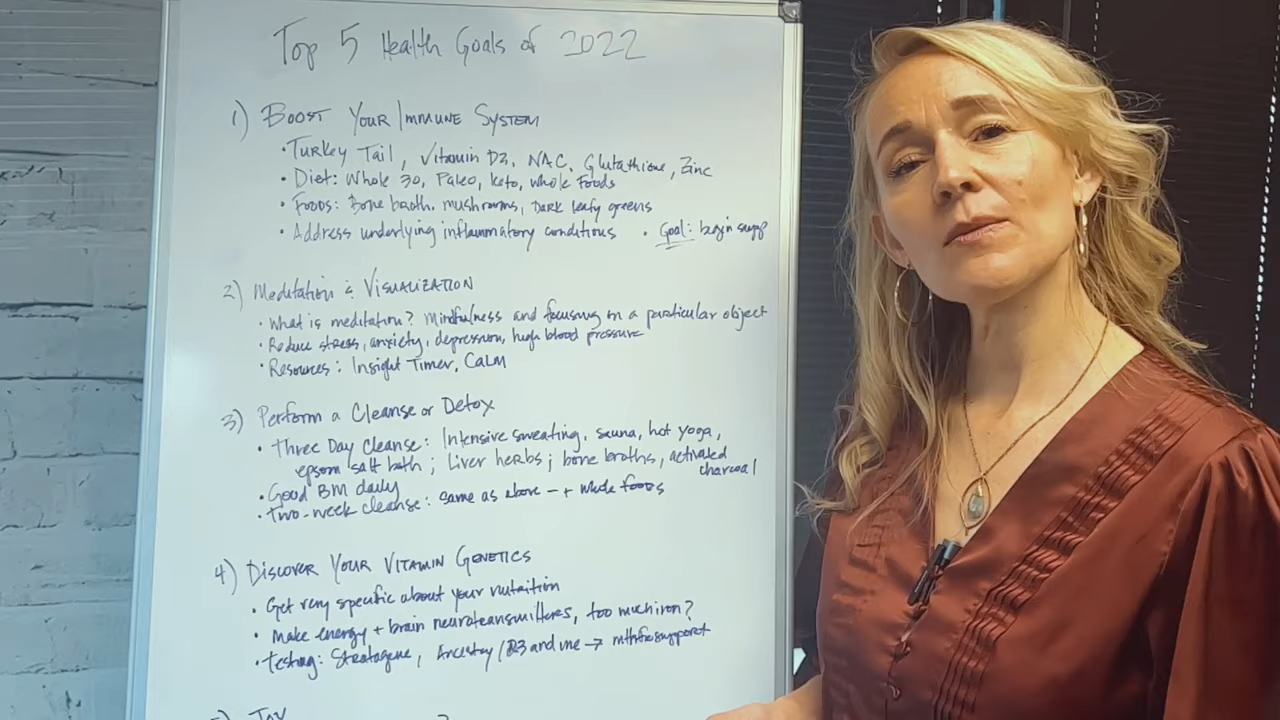 Top 5 Health Goals of 2022
1) BOOST YOUR IMMUNE SYSTEM
• Turkey Tail, Vitamin D3, NAC, Glutathione, Zinc
• Diet: Whole 30, Paleo, Keto, Whole Foods
• Foods: Bone broth, mushrooms, Dark leafy greens
• Address underlying inflammatory conditions • Goal: begin supp
2) Meditation & VISUALIZATION
• What is meditation? Mindfulness and focusing on a particular object
• Reduce stress, anxiety, depression, high blood pressure
• Resources: Insight Timer, CALM
3) Perform a Cleanse or Detox
• Three Day Cleanse: Intensive sweating, sauna, hot yoga,
epsom salt bath; Liver herbs; bone broths, activated
charcoal
• Good BM daily
• Two-week cleanse: same as above - + whole foods
4) DISCOVER YOUR VITAMIN GENETICS
• Get very specific about your nutrition
• Make energy + brain neurotransmitters, too much iron?
• Testing: Stratagene, Ancestry / 23 and me → mthfrsupport
5) JOY